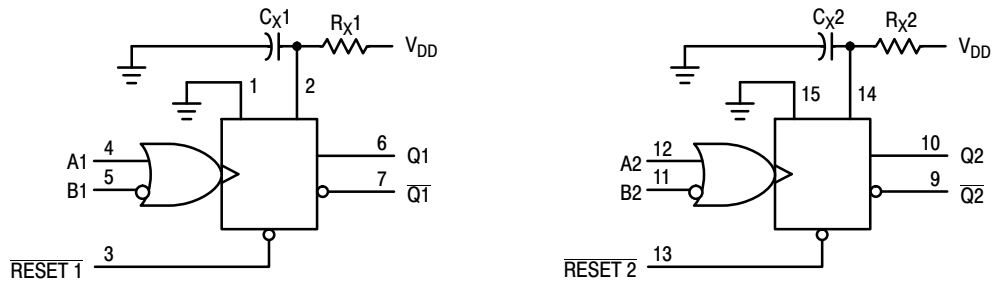 CX1
RX1
VDD
1
2
4
A1
5
B1
6
Q1
7
Q1
3
RESET 1
CX2
RX2
VDD
15
14
12
A2
11
B2
10
Q2
9
Q2
13
RESET 2